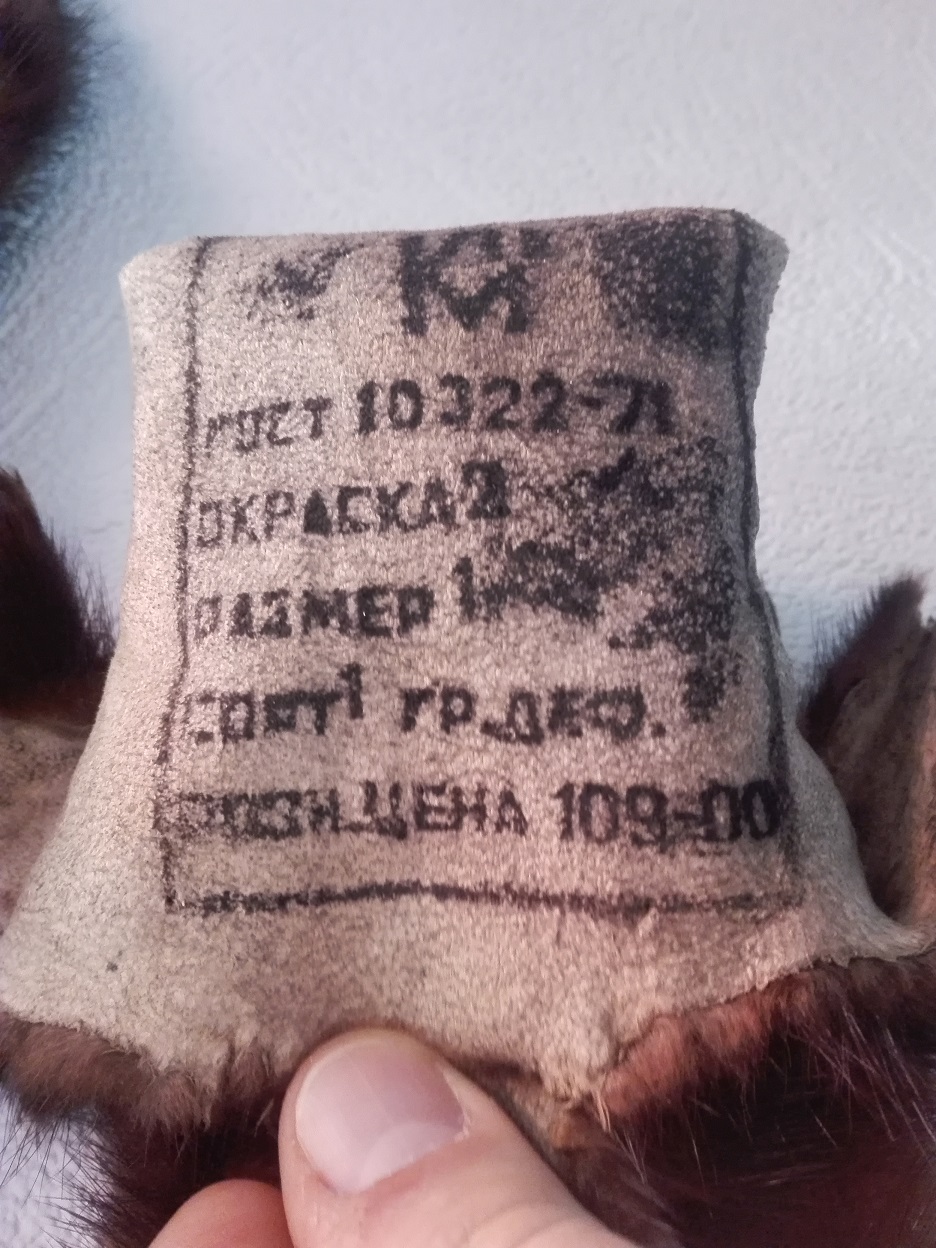 ГОСТ 10322-71
ОКРАСКА 2
РАЗМЕР 1
СОРТ 1 ГР.ДЕФ.
РОЗН.ЦЕНА 109-00